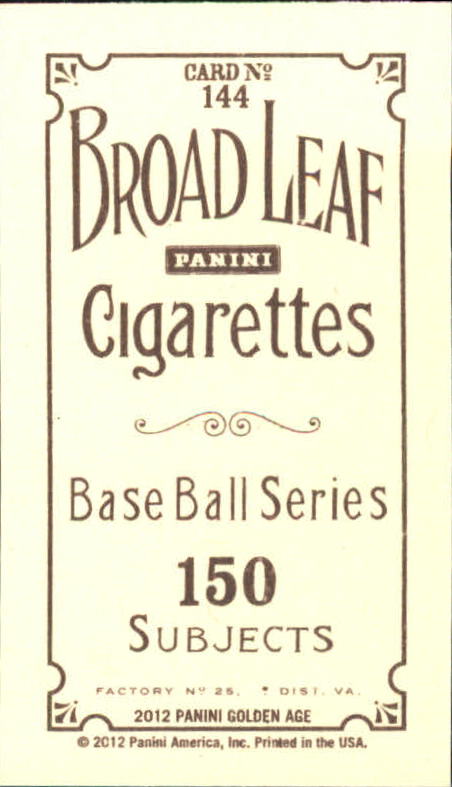 CARD Nº
144
BROAD LEAF
PANINI
Cigarettes
Base Ball Series
150
SUBJECTS
FACTORY Nº 25. * DIST. VA.
2012 PANINI GOLDEN AGE
© 2012 Panini America, Inc. Printed in the USA.